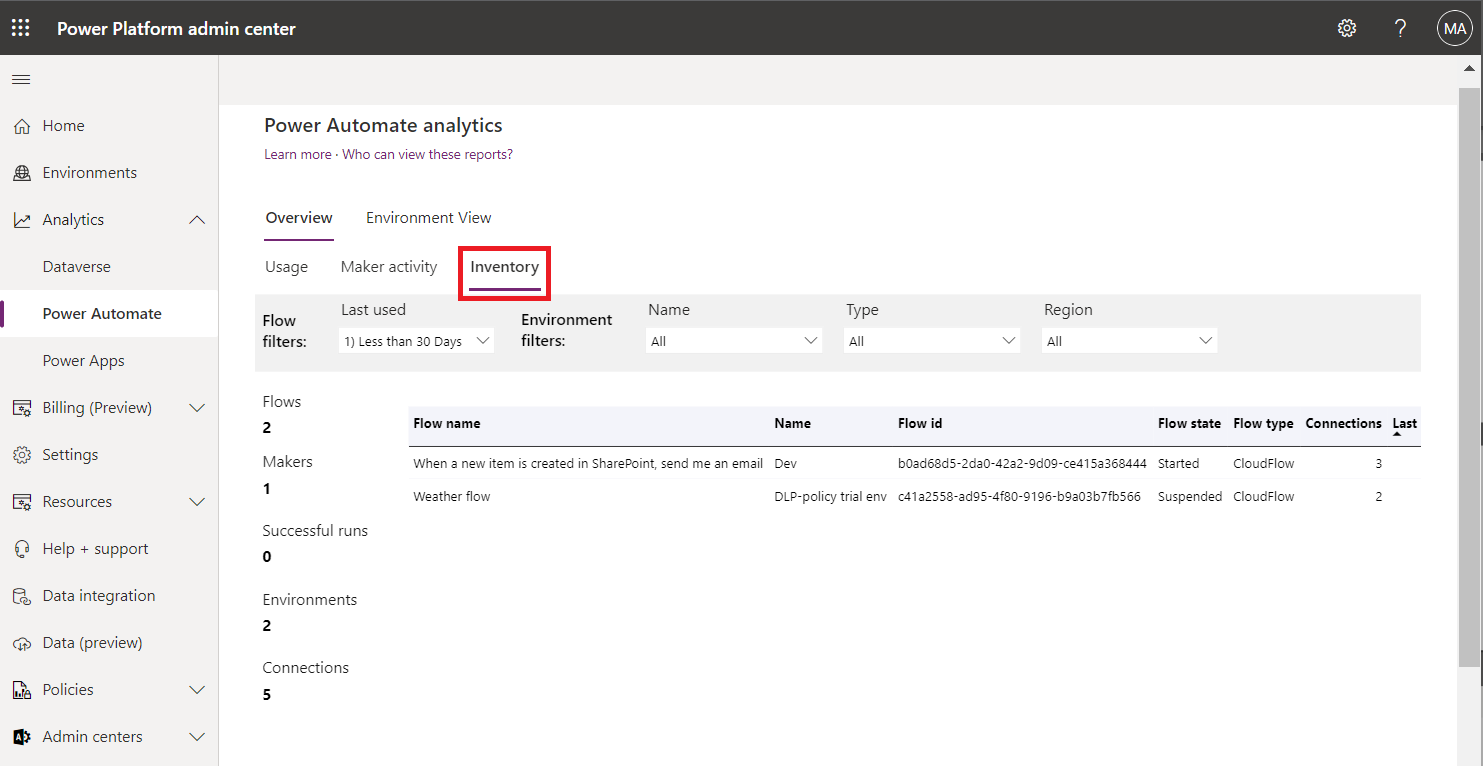 Power Platform admin center
?
MA
Home
Environments
Analytics
Dataverse
Power Automate
Power Apps
Billing (Preview)
Settings
Resources
Help + support
Data integration
Data (preview)
Policies
Admin centers
Power Automate analytics
Learn more · Who can view these reports?
Overview Environment View
Usage Maker activity Inventory
Flow filters:
Last used
1) Less than 30 Days
Environment filters:
Name
All
Type
All
Region
All
Flows
2
Makers
1
Successful runs
0
Environments
2
Connections
5
Flow name Name Flow id Flow state Flow type Connections Last
When a new item is created in SharePoint, send me an email Dev b0ad68d5-2da0-42a2-9d09-ce415a368444 Started CloudFlow 3
Weather flow DLP-policy trial env c41a2558-ad95-4f80-9196-b9a03b7fb566 Suspended CloudFlow 2